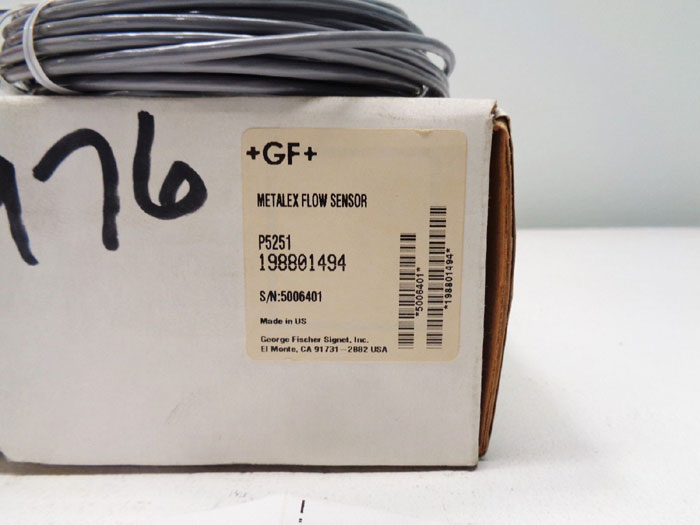 976
+GF+
METALEX FLOW SENSOR
P5251
198801494
S/N:5006401
Made in US
George Fischer Signet, Inc.
El Monte, CA 91731-2882 USA
*5006401*
*198801494*